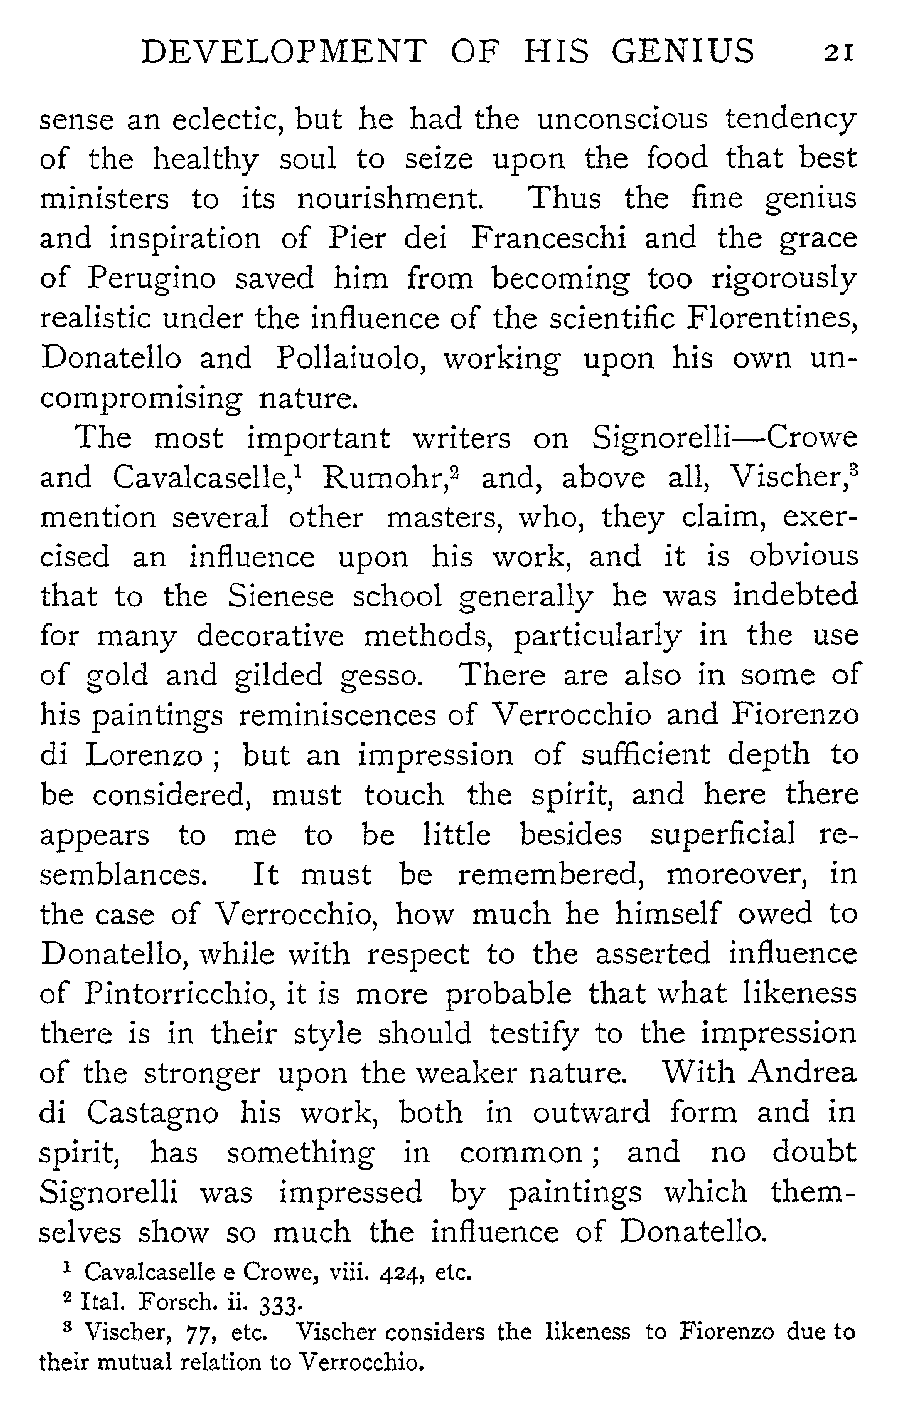 DEVELOPMENT OF HIS GENIUS 21
sense an eclectic, but he had the unconscious tendency
of the healthy soul to seize upon the food that best
ministers to its nourishment. Thus the fine genius
and inspiration of Pier dei Franceschi and the grace
of Perugino saved him from becoming too rigorously
realistic under the influence of the scientific Florentines,
Donatello and Pollaiuolo, working upon his own un-
compromising nature.
The most important writers on Signorelli—Crowe
and Cavalcaselle,¹ Rumohr,² and, above all, Vischer,³
mention several other masters, who, they claim, exer-
cised an influence upon his work, and it is obvious
that to the Sienese school generally he was indebted
for many decorative methods, particularly in the use
of gold and gilded gesso. There are also in some of
his paintings reminiscences of Verrocchio and Fiorenzo
di Lorenzo ; but an impression of sufficient depth to
be considered, must touch the spirit, and here there
appears to me to be little besides superficial re-
semblances. It must be remembered, moreover, in
the case of Verrocchio, how much he himself owed to
Donatello, while with respect to the asserted influence
of Pintorricchio, it is more probable that what likeness
there is in their style should testify to the impression
of the stronger upon the weaker nature. With Andrea
di Castagno his work, both in outward form and in
spirit, has something in common ; and no doubt
Signorelli was impressed by paintings which them-
selves show so much the influence of Donatello.
¹ Cavalcaselle e Crowe, viii. 424, etc.
² Ital. Forsch. ii. 333.
³ Vischer, 77, etc. Vischer considers the likeness to Fiorenzo due to
their mutual relation to Verrocchio.